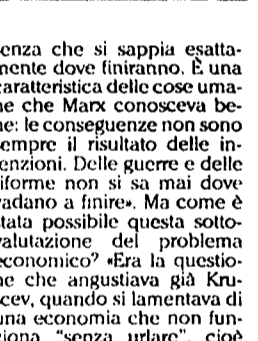 enza che si sappia esatta-
mente dove finiranno. È una
caratteristica delle cose uma-
ne che Marx conosceva be-
ne: le conseguenze non sono
sempre il risultato delle in-
tenzioni. Delle guerre e delle
riforme non si sa mai dove
vadano a finire». Ma come è
stata possibile questa sotto-
valutazione del problema
economico? «Era la questio-
ne che angustiava già Kru-
scev, quando si lamentava di
una economia che non fun-
ziona "senza urlare", cioè